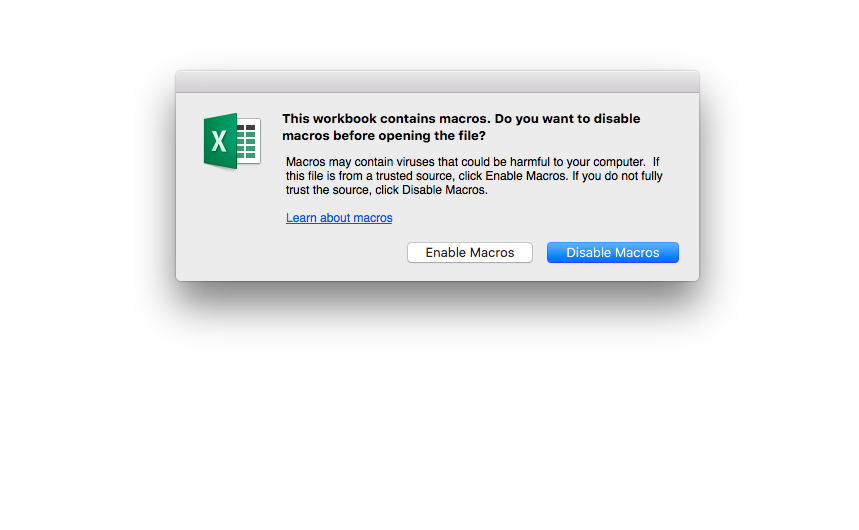 This workbook contains macros. Do you want to disable
macros before opening the file?
Macros may contain viruses that could be harmful to your computer.  If
this file is from a trusted source, click Enable Macros. If you do not fully
trust the source, click Disable Macros.
Learn about macros
Enable Macros
Disable Macros
X